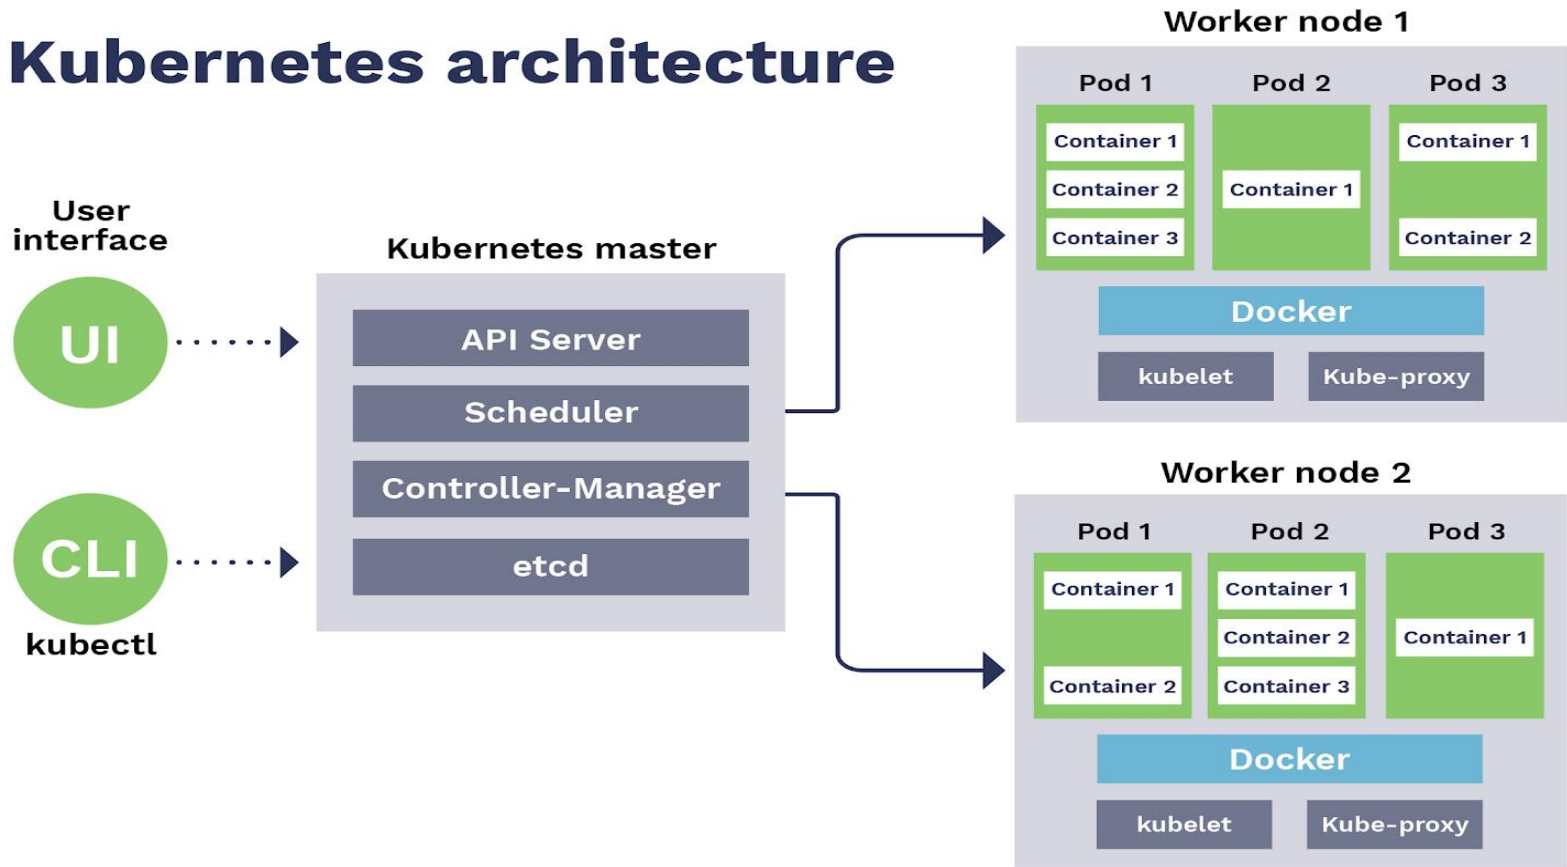 Kubernetes architecture
User
interface
UI
CLI
kubectl
Kubernetes master
API Server
Scheduler
Controller-Manager
etcd
Worker node 1
Pod 1
Container 1
Container 2
Container 3
Pod 2
Container 1
Pod 3
Container 1
Container 2
Docker
kubelet
Kube-proxy
Worker node 2
Pod 1
Container 1
Container 2
Pod 2
Container 1
Container 2
Container 3
Pod 3
Container 1
Docker
kubelet
Kube-proxy